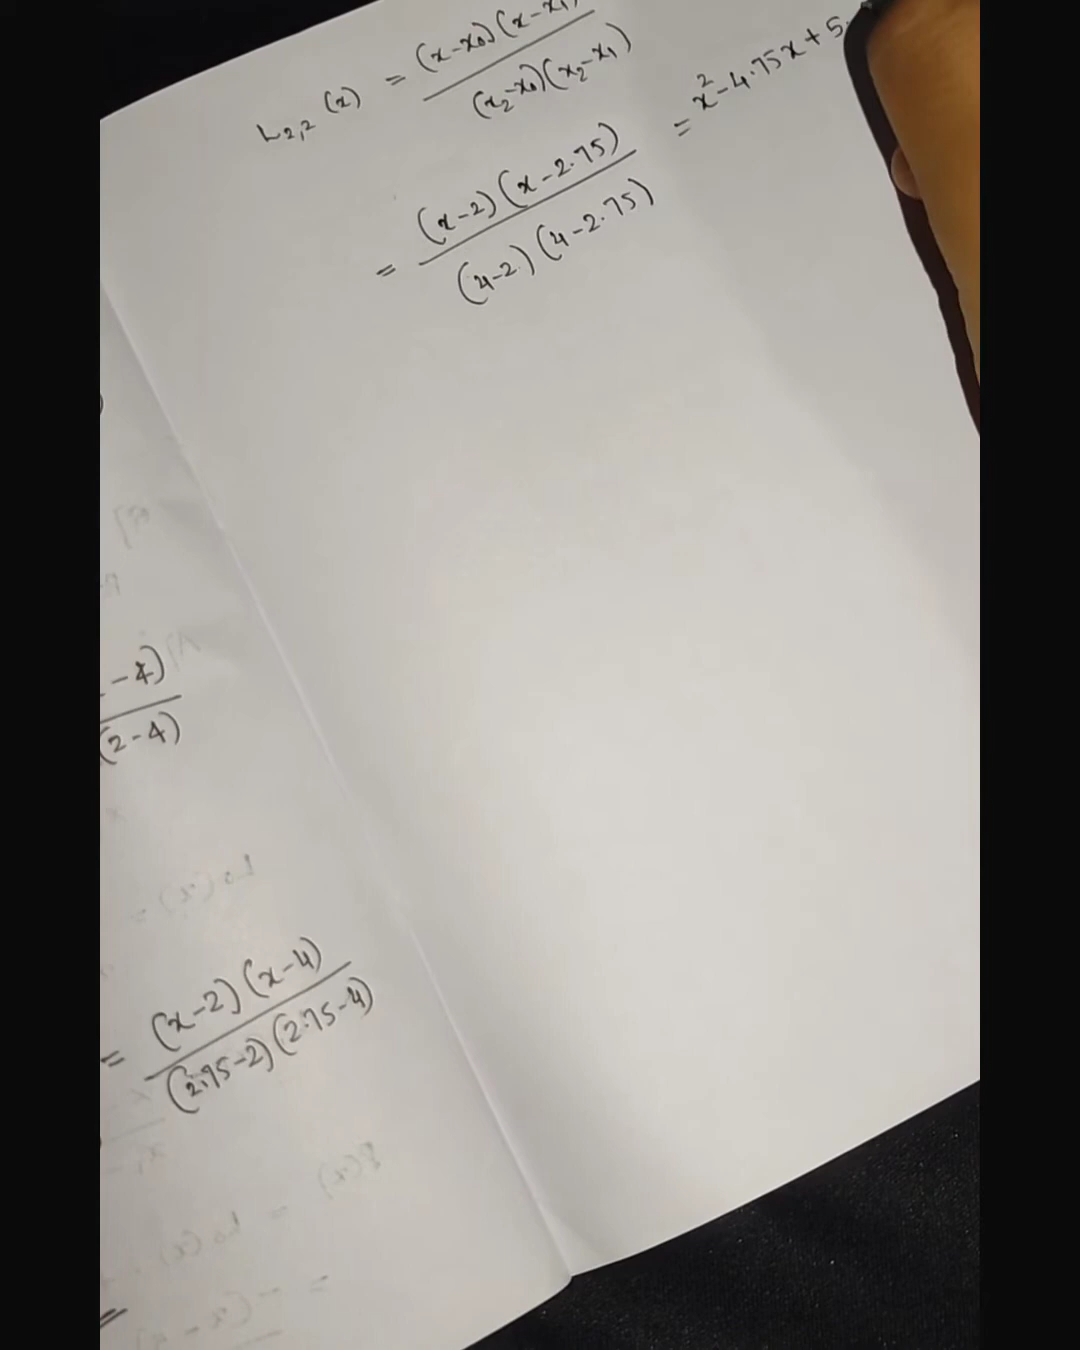 L2,2 (x) = (x-x0)(x-x1) / (x2-x0)(x2-x1)
= (x-2)(x-2.75) / (4-2)(4-2.75) = x² - 4.75x + 5.
-4) / (2-4)
= (x-2)(x-4) / (2.75-2)(2.75-4)